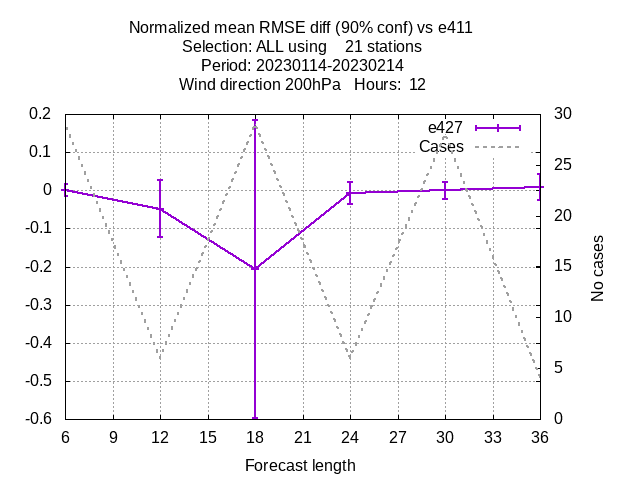 Normalized mean RMSE diff (90% conf) vs e411
Selection: ALL using    21 stations
Period: 20230114-20230214
Wind direction 200hPa   Hours:  12
0.2
0.1
0
-0.1
-0.2
-0.3
-0.4
-0.5
-0.6
e427
Cases
30
25
20
15
10
5
0
No cases
6 9 12 15 18 21 24 27 30 33 36
Forecast length